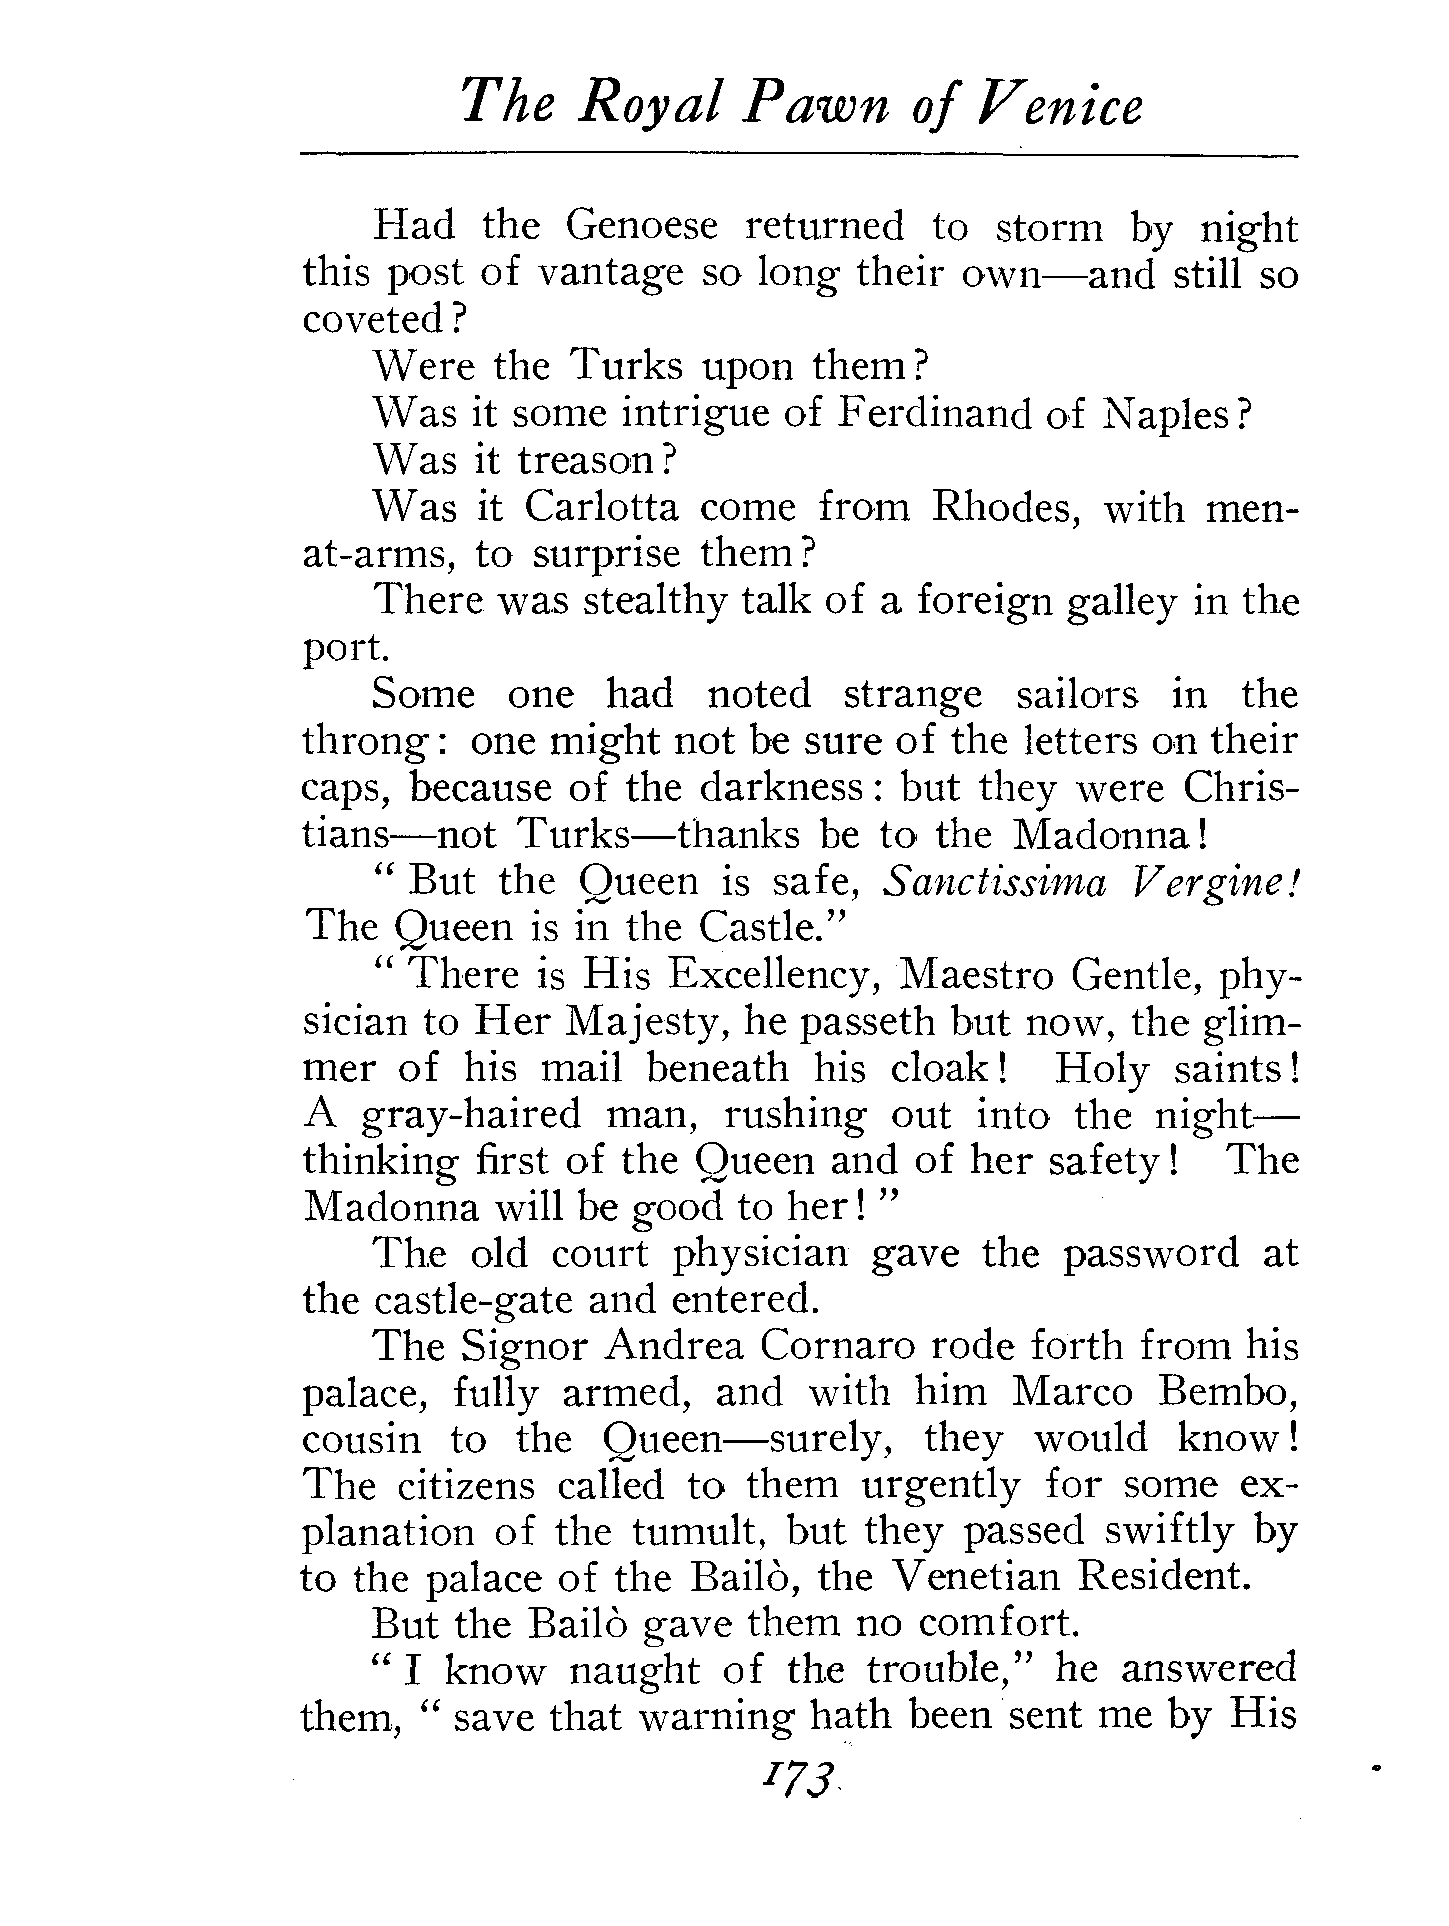 The Royal Pawn of Venice
Had the Genoese returned to storm by night
this post of vantage so long their own—and still so
coveted?
Were the Turks upon them?
Was it some intrigue of Ferdinand of Naples?
Was it treason?
Was it Carlotta come from Rhodes, with men-
at-arms, to surprise them?
There was stealthy talk of a foreign galley in the
port.
Some one had noted strange sailors in the
throng: one might not be sure of the letters on their
caps, because of the darkness: but they were Chris-
tians—not Turks—thanks be to the Madonna!
“ But the Queen is safe, Sanctissima Vergine!
The Queen is in the Castle.”
“ There is His Excellency, Maestro Gentle, phy-
sician to Her Majesty, he passeth but now, the glim-
mer of his mail beneath his cloak! Holy saints!
A gray-haired man, rushing out into the night—
thinking first of the Queen and of her safety! The
Madonna will be good to her! ”
The old court physician gave the password at
the castle-gate and entered.
The Signor Andrea Cornaro rode forth from his
palace, fully armed, and with him Marco Bembo,
cousin to the Queen—surely, they would know!
The citizens called to them urgently for some ex-
planation of the tumult, but they passed swiftly by
to the palace of the Bailò, the Venetian Resident.
But the Bailò gave them no comfort.
“ I know naught of the trouble,” he answered
them, “ save that warning hath been sent me by His
173